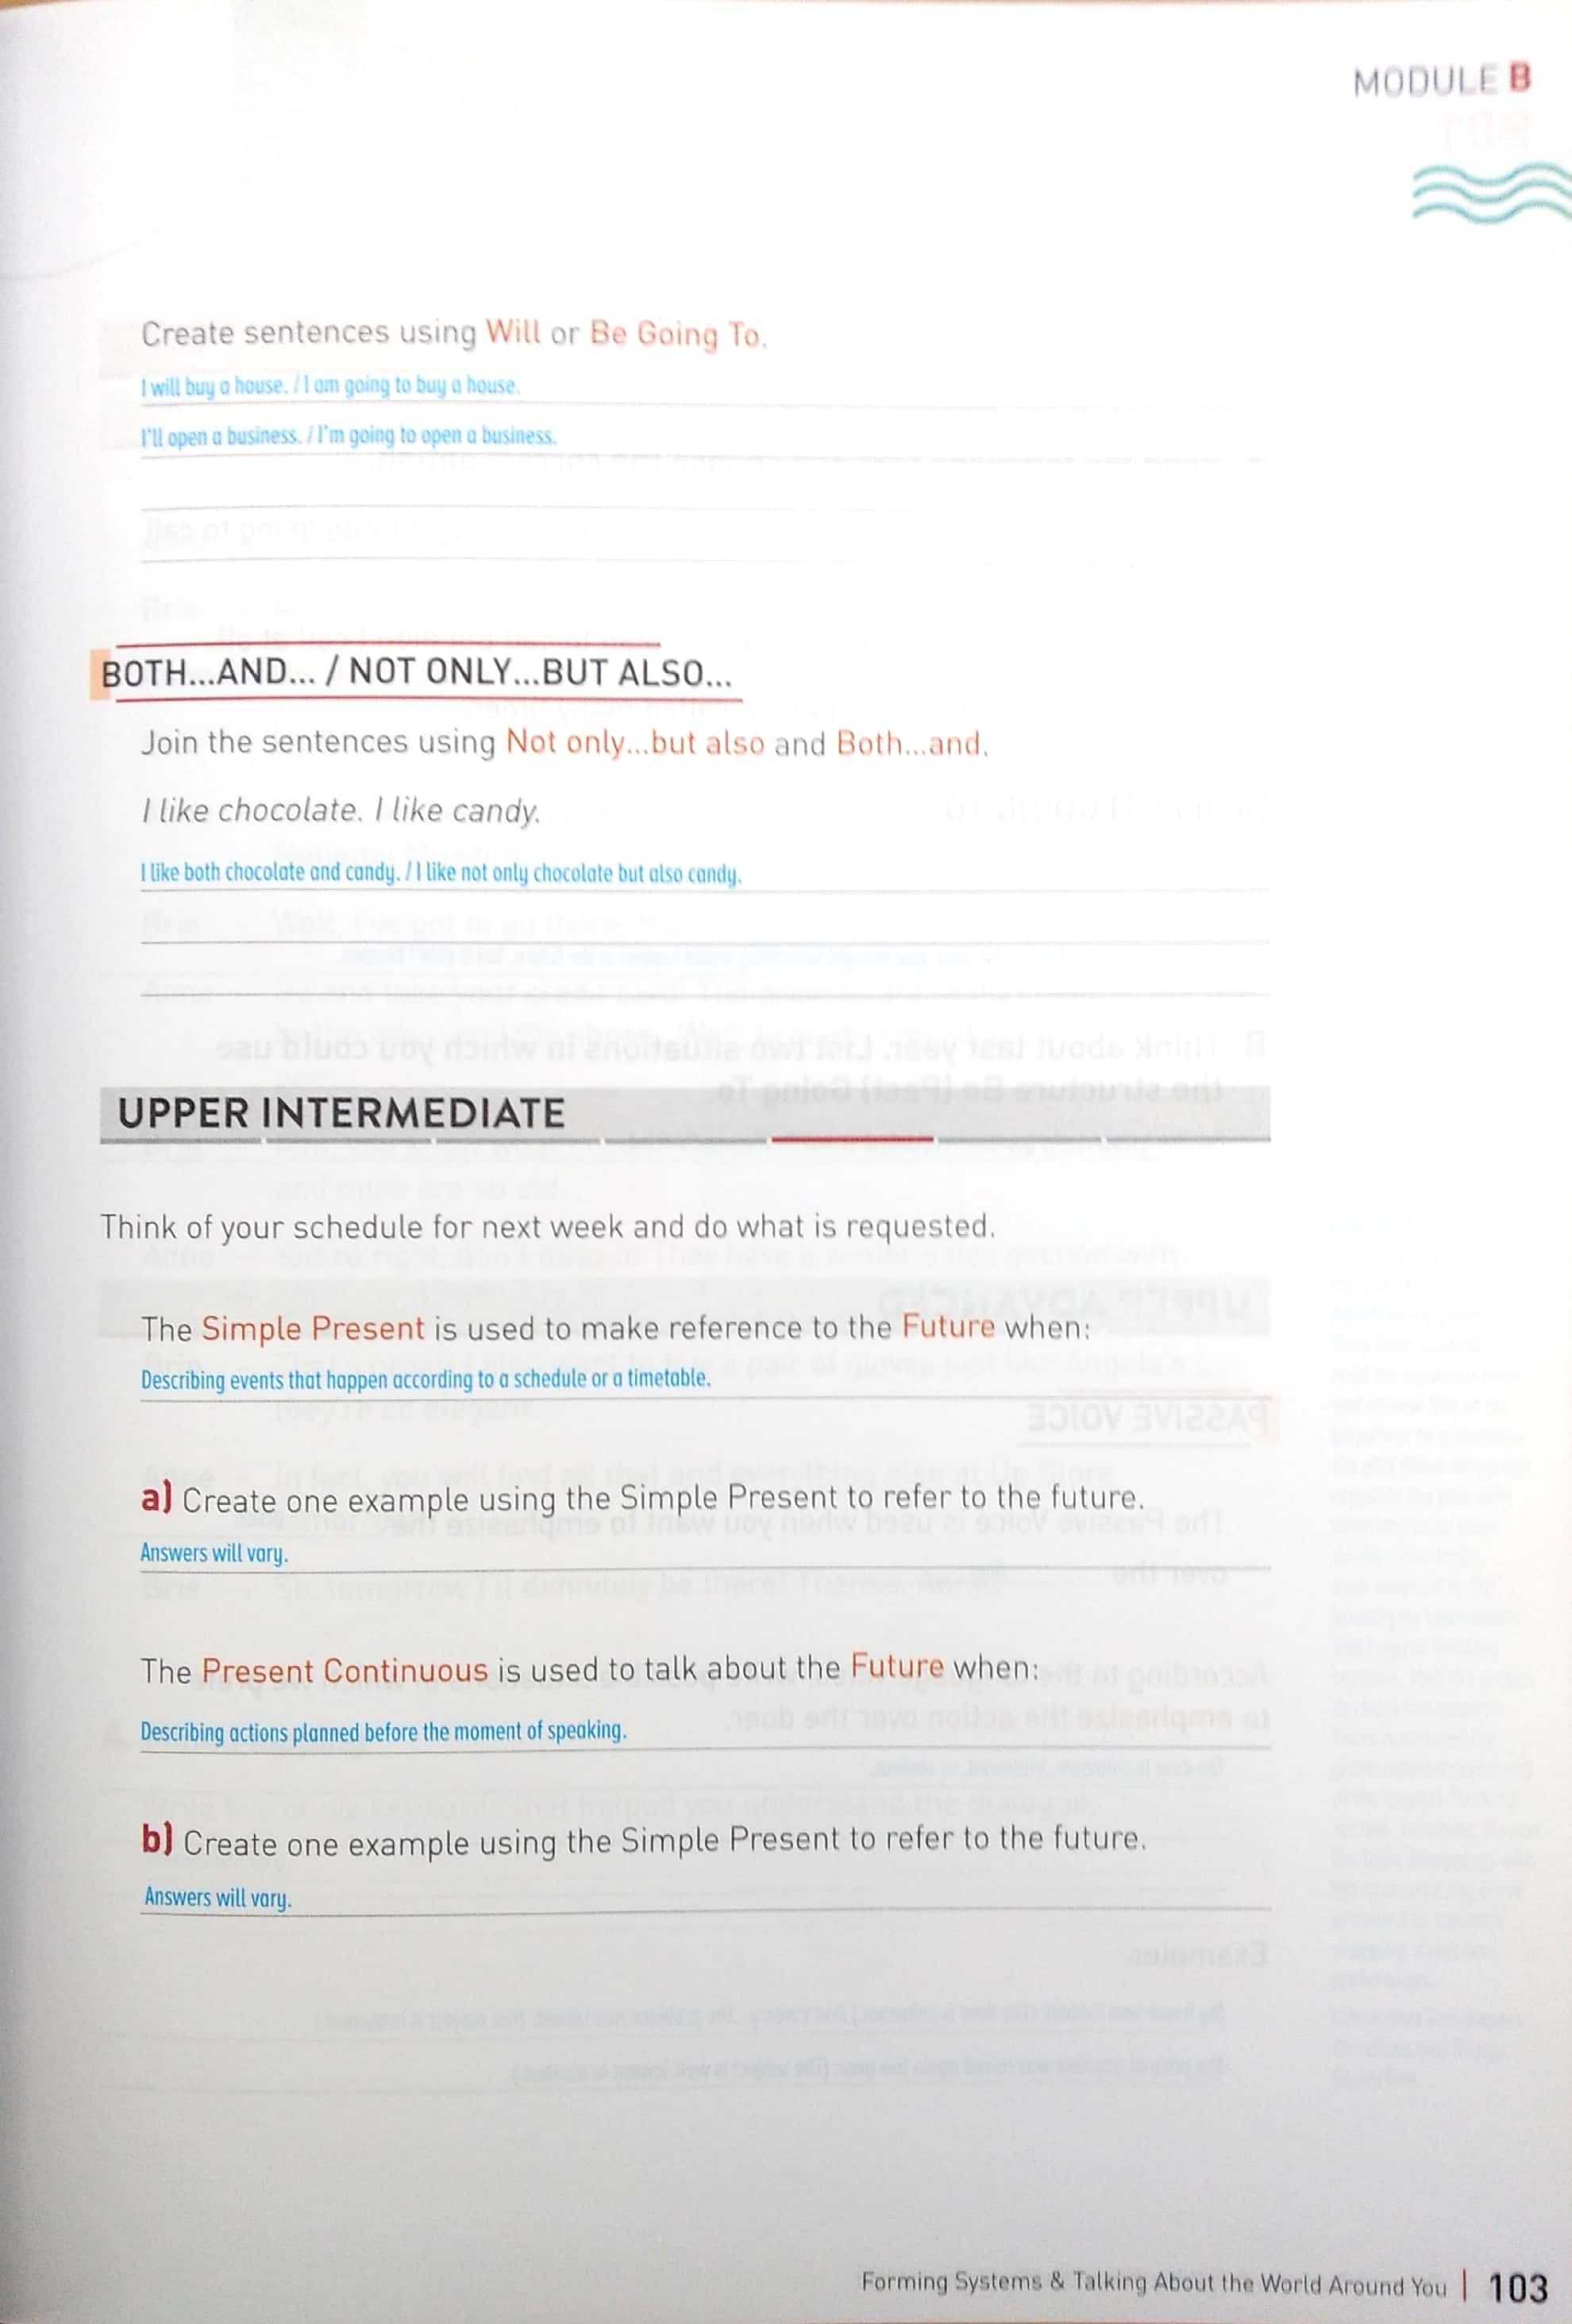 MODULE B
Create sentences using Will or Be Going To.
I will buy a house. / I am going to buy a house.
I'll open a business. / I'm going to open a business.
BOTH...AND... / NOT ONLY...BUT ALSO...
Join the sentences using Not only...but also and Both...and.
I like chocolate. I like candy.
I like both chocolate and candy. / I like not only chocolate but also candy.
UPPER INTERMEDIATE
Think of your schedule for next week and do what is requested.
The Simple Present is used to make reference to the Future when:
Describing events that happen according to a schedule or a timetable.
a) Create one example using the Simple Present to refer to the future.
Answers will vary.
The Present Continuous is used to talk about the Future when:
Describing actions planned before the moment of speaking.
b) Create one example using the Simple Present to refer to the future.
Answers will vary.
Forming Systems & Talking About the World Around You | 103